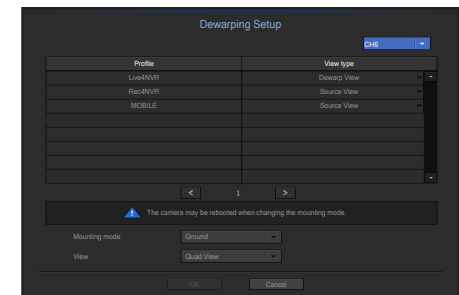 Dewarping Setup
CH6
Profile View type
Live4NVR Dewarp View
Rec4NVR Source View
MOBILE Source View
< 1 >
The camera may be rebooted when changing the mounting mode.
Mounting mode Ground
View Quad View
OK Cancel